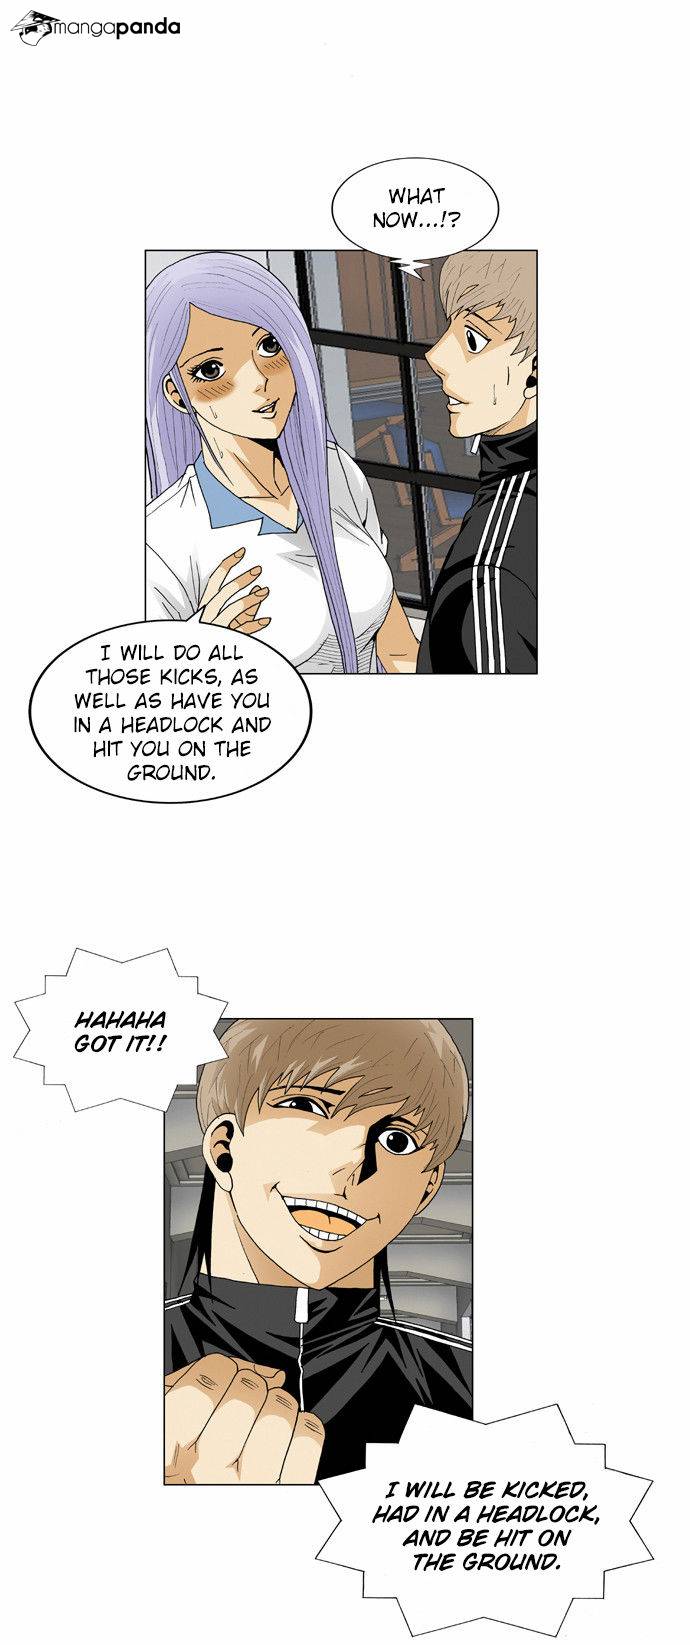 mangapanda
WHAT
NOW...!?
I WILL DO ALL
THOSE KICKS, AS
WELL AS HAVE YOU
IN A HEADLOCK AND
HIT YOU ON THE
GROUND.
HAHAHA
GOT IT!!
I WILL BE KICKED,
HAD IN A HEADLOCK,
AND BE HIT ON
THE GROUND.